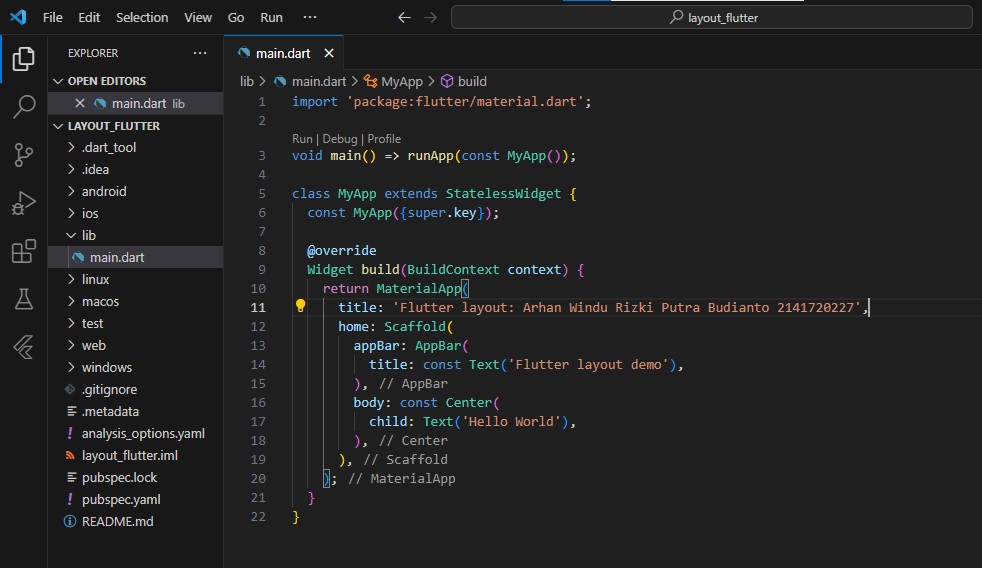 File Edit Selection View Go Run ··· layout_flutter
EXPLORER ···
OPEN EDITORS
main.dart lib
LAYOUT_FLUTTER
.dart_tool
.idea
android
ios
lib
main.dart
linux
macos
test
web
windows
.gitignore
.metadata
analysis_options.yaml
layout_flutter.iml
pubspec.lock
pubspec.yaml
README.md
main.dart
lib > main.dart > MyApp > build
1 import 'package:flutter/material.dart';
2
Run | Debug | Profile
3 void main() => runApp(const MyApp());
4
5 class MyApp extends StatelessWidget {
6   const MyApp({super.key});
7
8   @override
9   Widget build(BuildContext context) {
10     return MaterialApp(
11       title: 'Flutter layout: Arhan Windu Rizki Putra Budianto 2141720227',
12       home: Scaffold(
13         appBar: AppBar(
14           title: const Text('Flutter layout demo'),
15         ), // AppBar
16         body: const Center(
17           child: Text('Hello World'),
18         ), // Center
19       ), // Scaffold
20     ); // MaterialApp
21   }
22 }